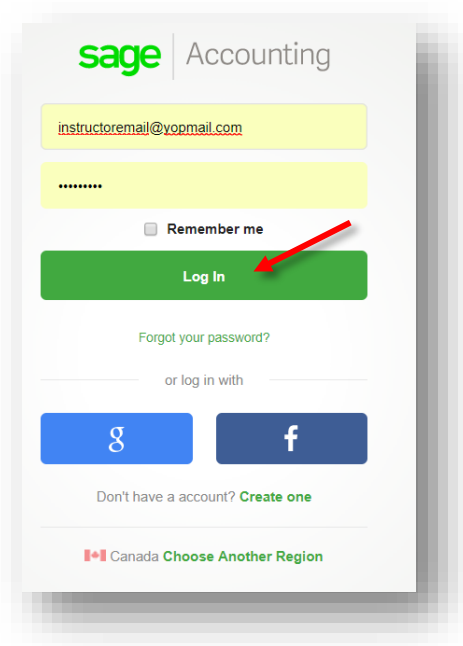 sage Accounting
instructoremail@yopmail.com
•••••••••
Remember me
Log In
Forgot your password?
or log in with
g f
Don't have a account? Create one
Canada Choose Another Region